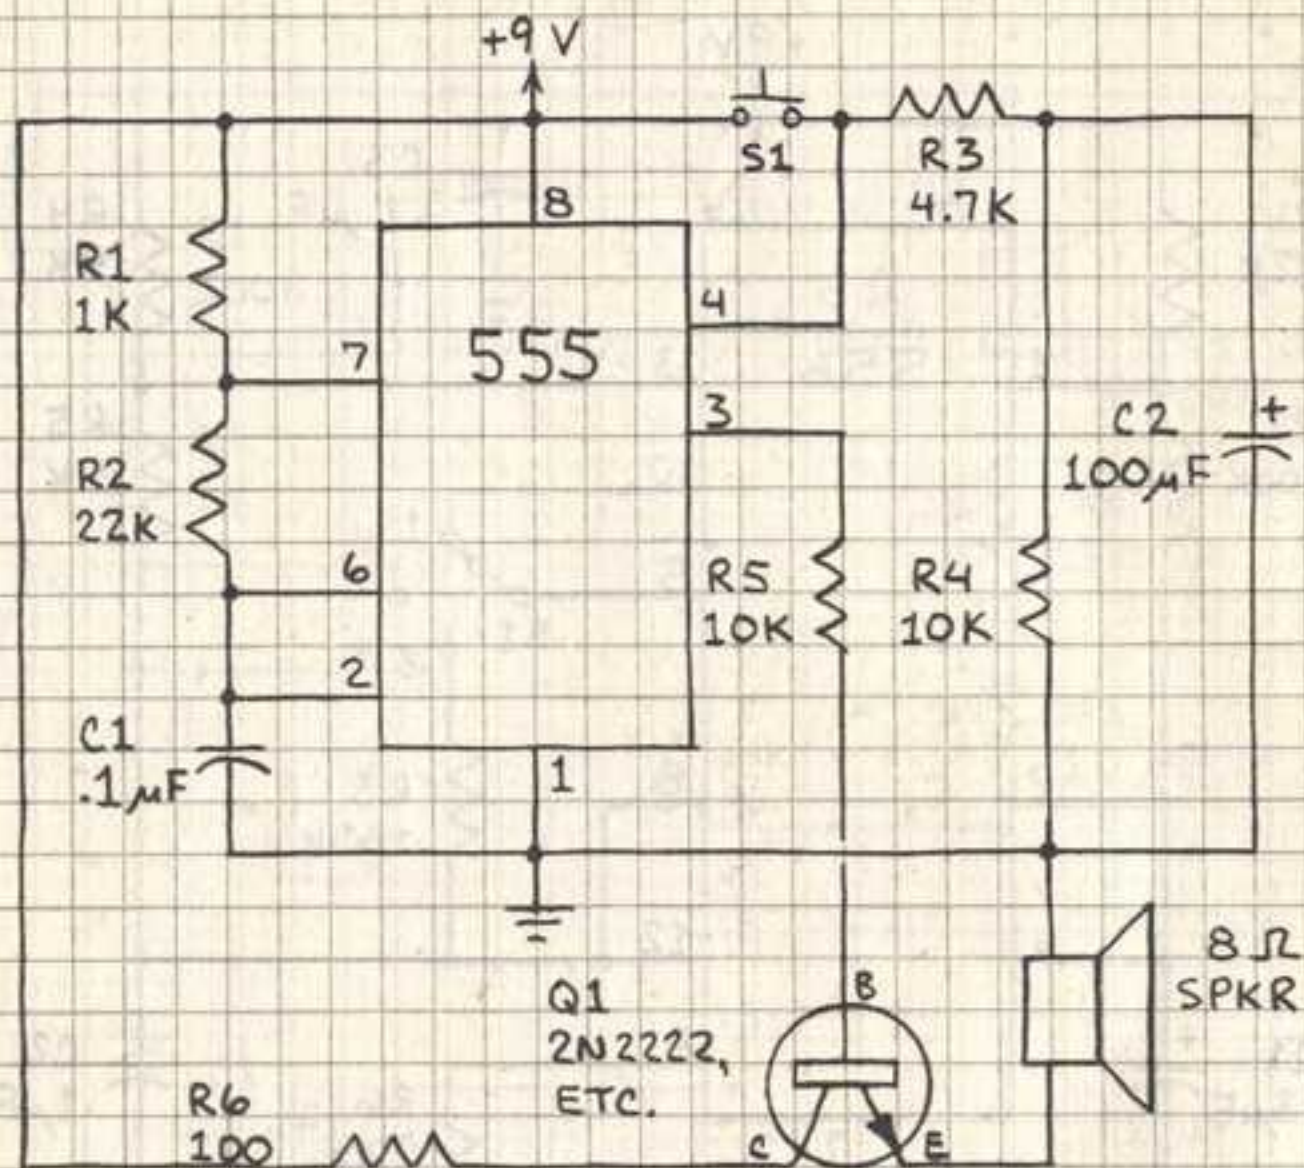 +9 V
S1
R3
4.7K
8
R1
1K
4
7
555
3
C2
+
100µF
R2
22K
6
R5
10K
R4
10K
2
C1
.1µF
1
8 Ω
SPKR
B
Q1
2N2222,
ETC.
R6
100
C
E